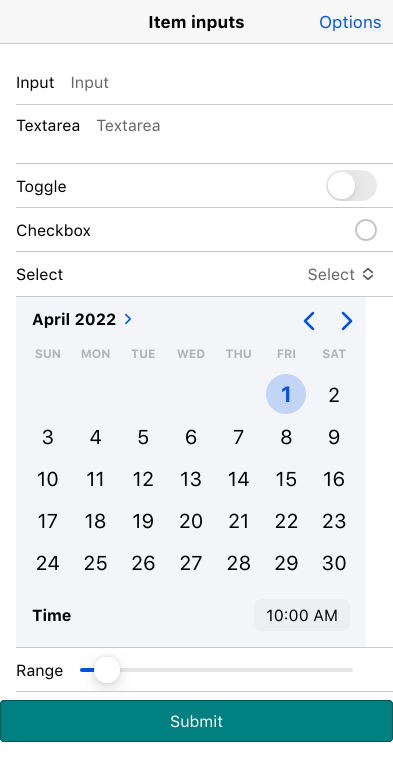 Item inputs Options
Input Input
Textarea Textarea
Toggle
Checkbox
Select Select
April 2022
SUN MON TUE WED THU FRI SAT
1 2
3 4 5 6 7 8 9
10 11 12 13 14 15 16
17 18 19 20 21 22 23
24 25 26 27 28 29 30
Time 10:00 AM
Range
Submit